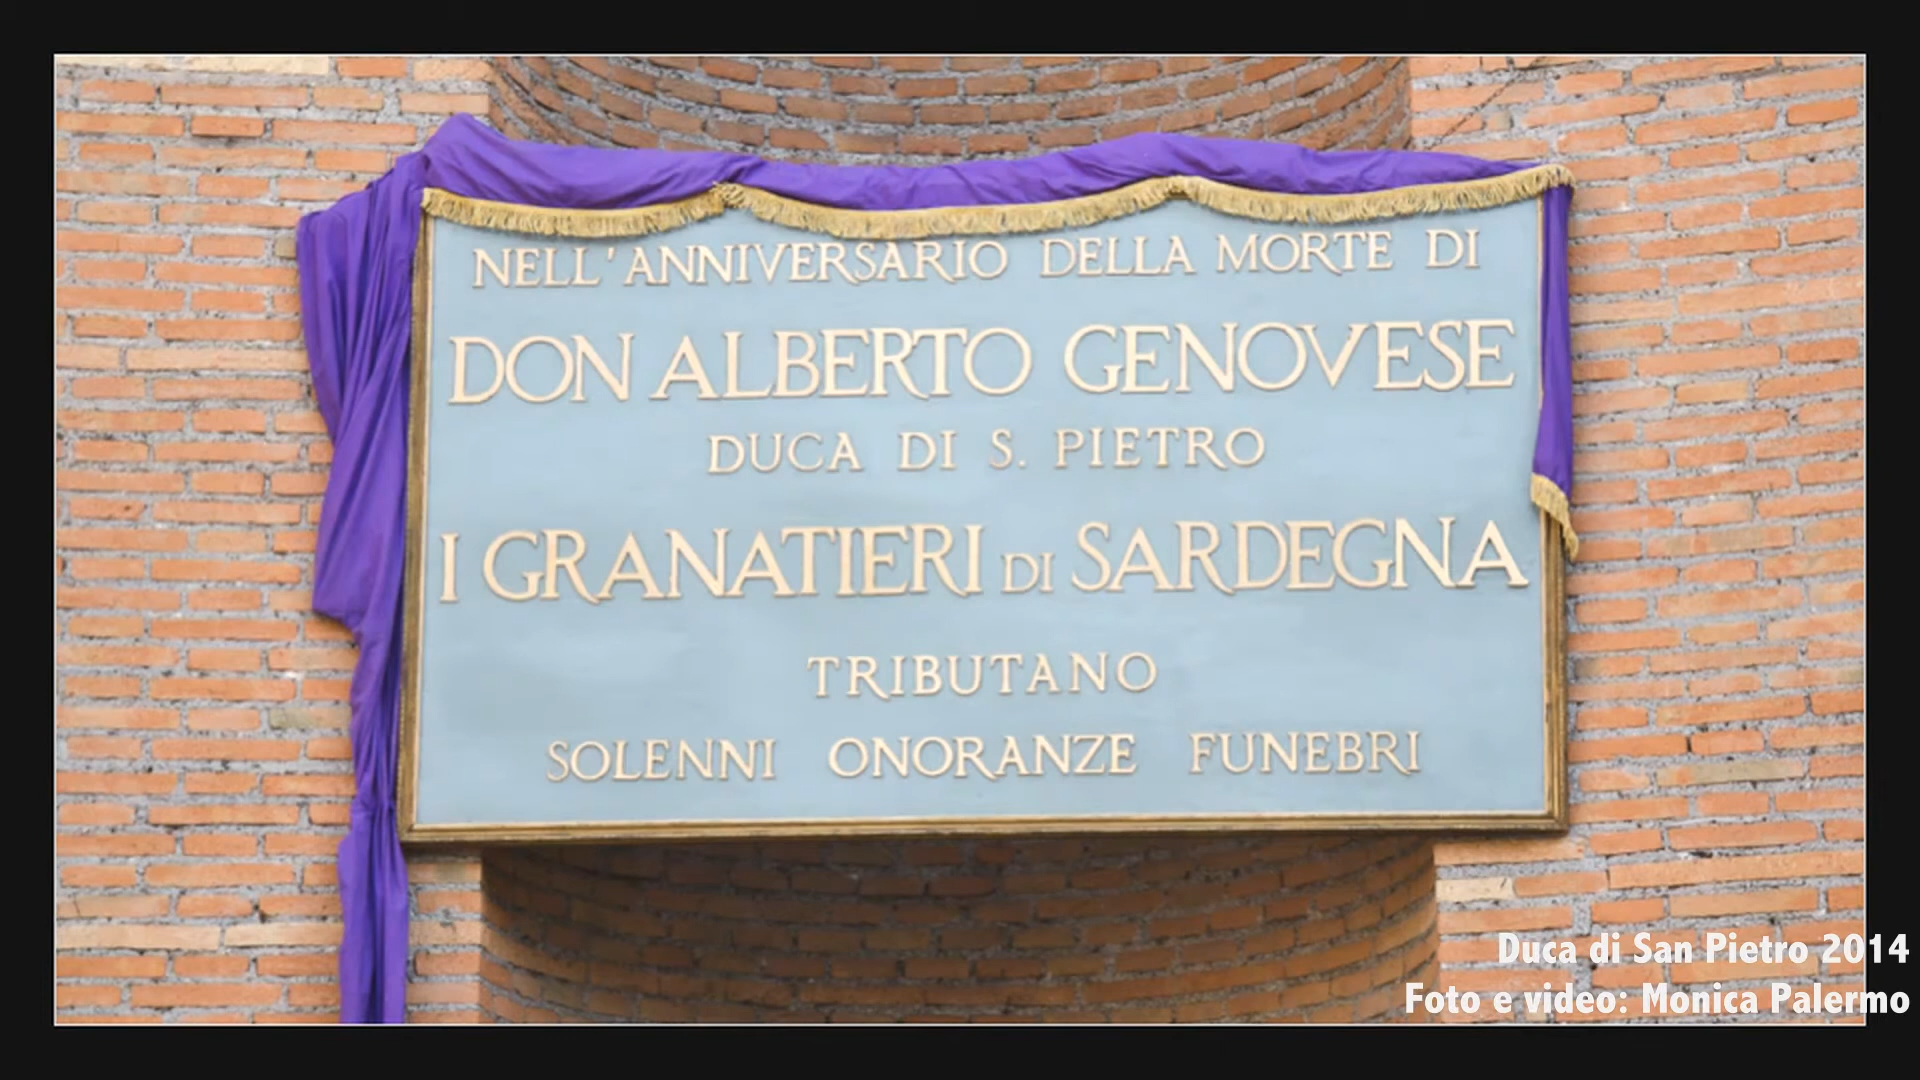 NELL'ANNIVERSARIO DELLA MORTE DI
DON ALBERTO GENOVESE
DUCA DI S. PIETRO
I GRANATIERI DI SARDEGNA
TRIBUTANO
SOLENNI ONORANZE FUNEBRI
Duca di San Pietro 2014
Foto e video: Monica Palermo